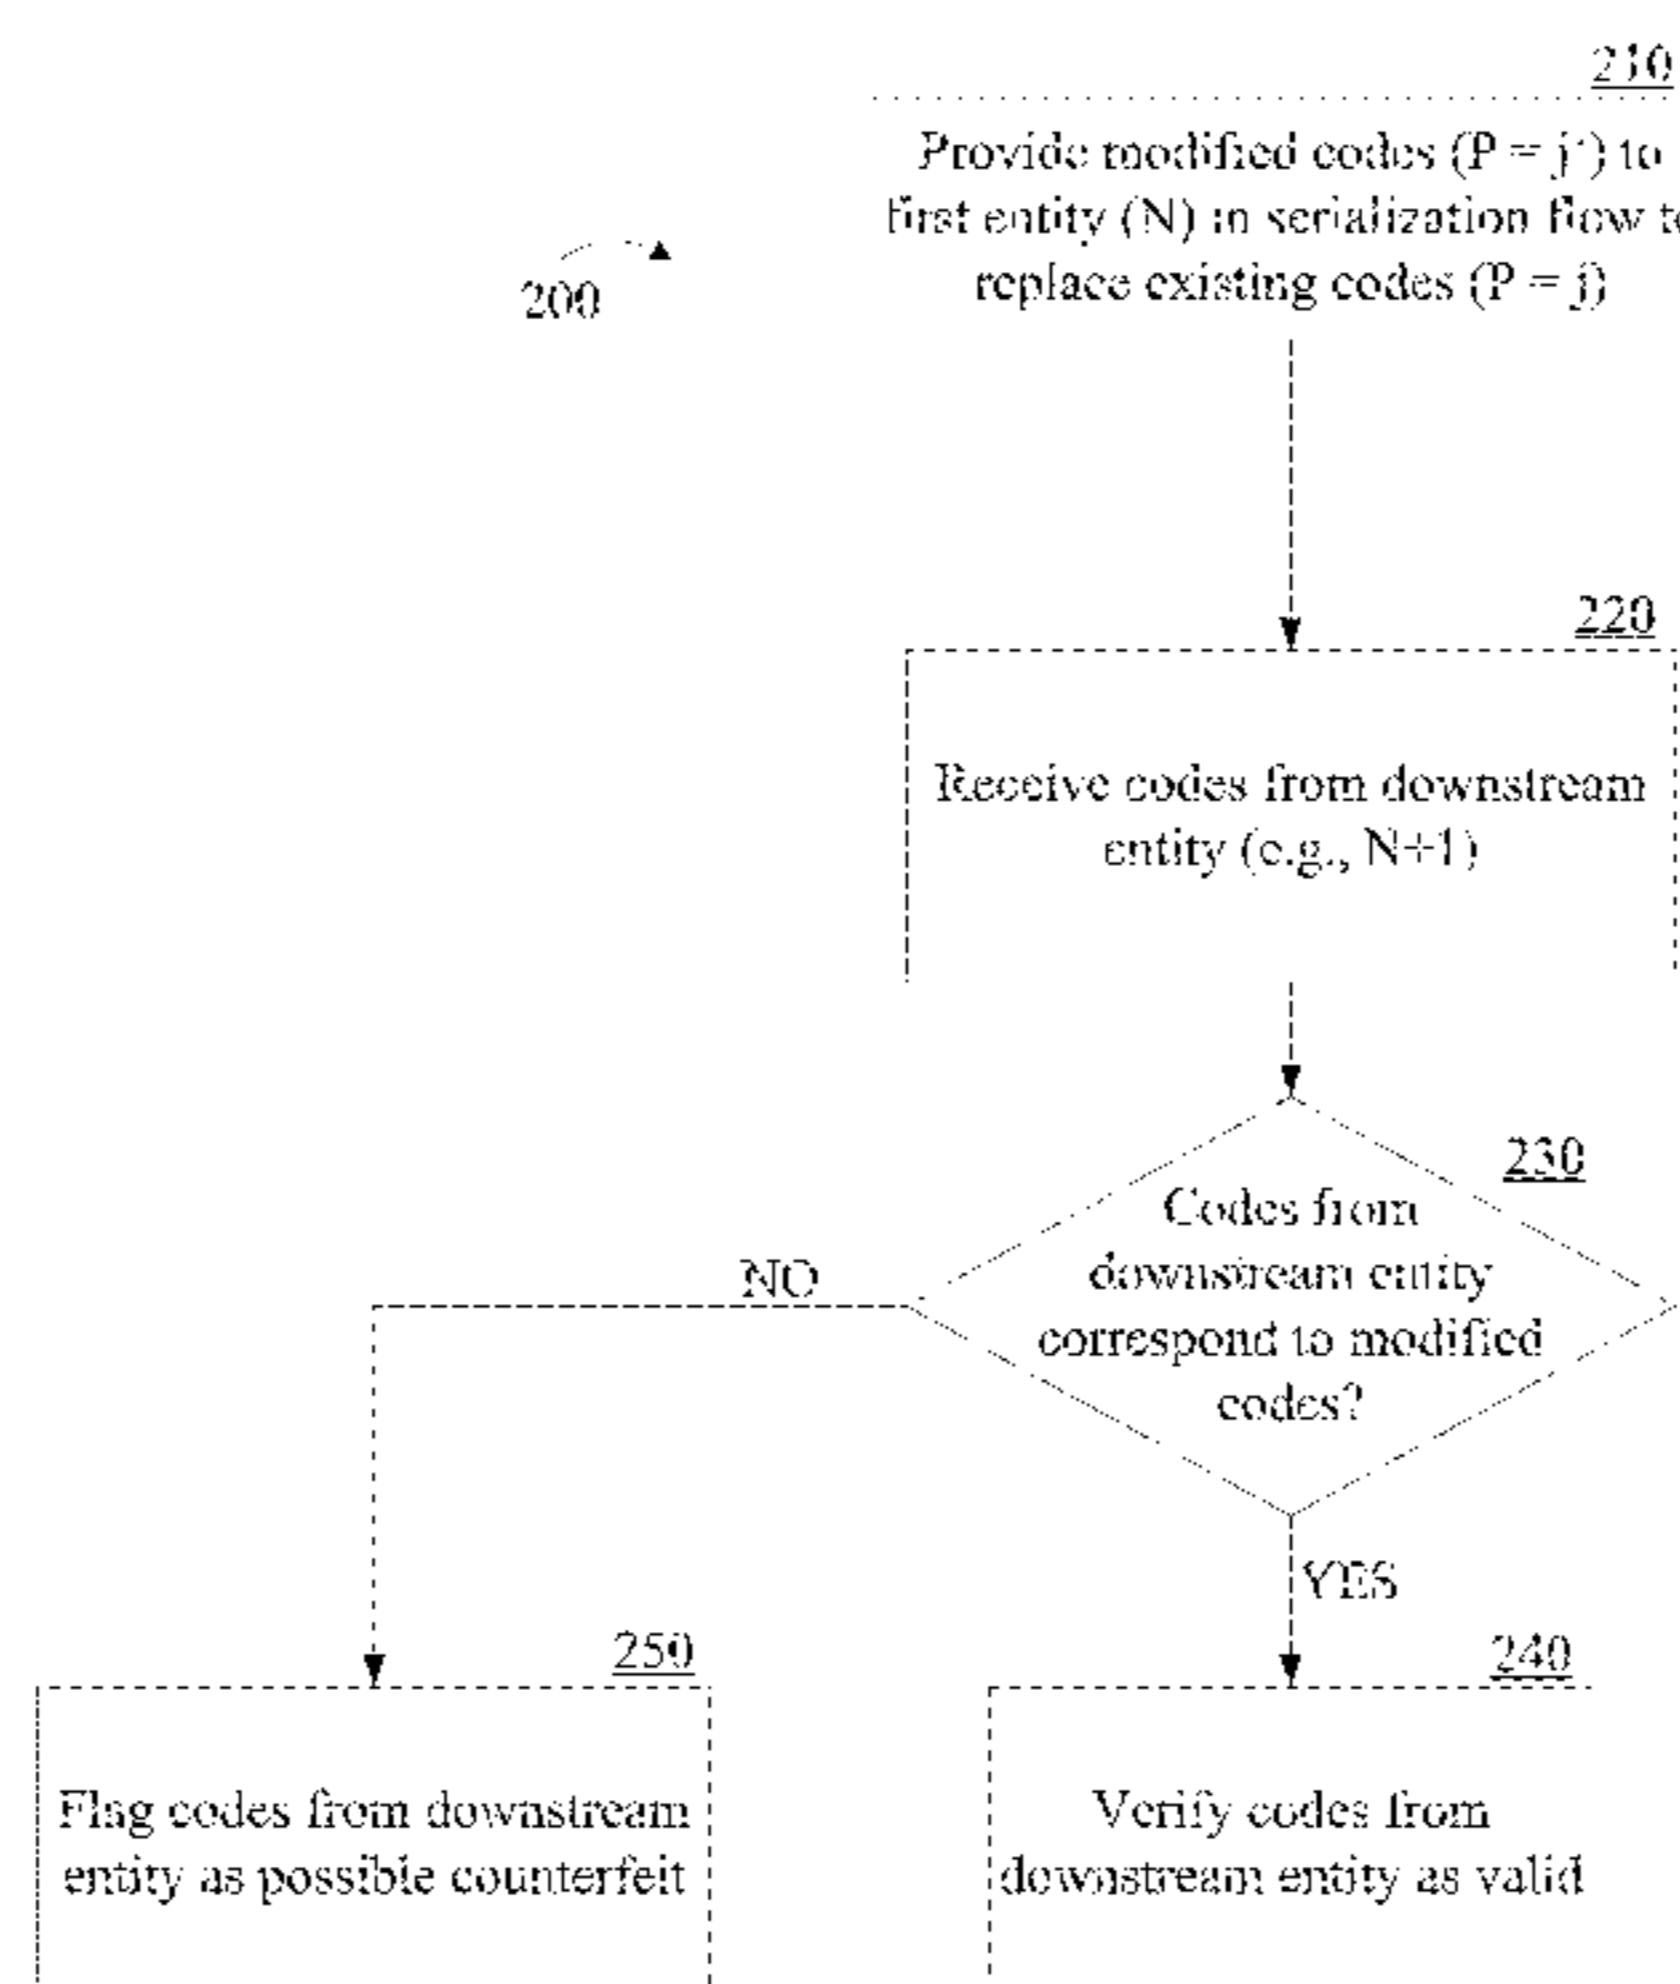 210
Provide modified codes (P = j') to
first entity (N) in serialization flow to
replace existing codes (P = j)
200
220
Receive codes from downstream
entity (e.g., N+1)
230
Codes from
downstream entity
correspond to modified
codes?
NO
YES
250
240
Flag codes from downstream
entity as possible counterfeit
Verify codes from
downstream entity as valid